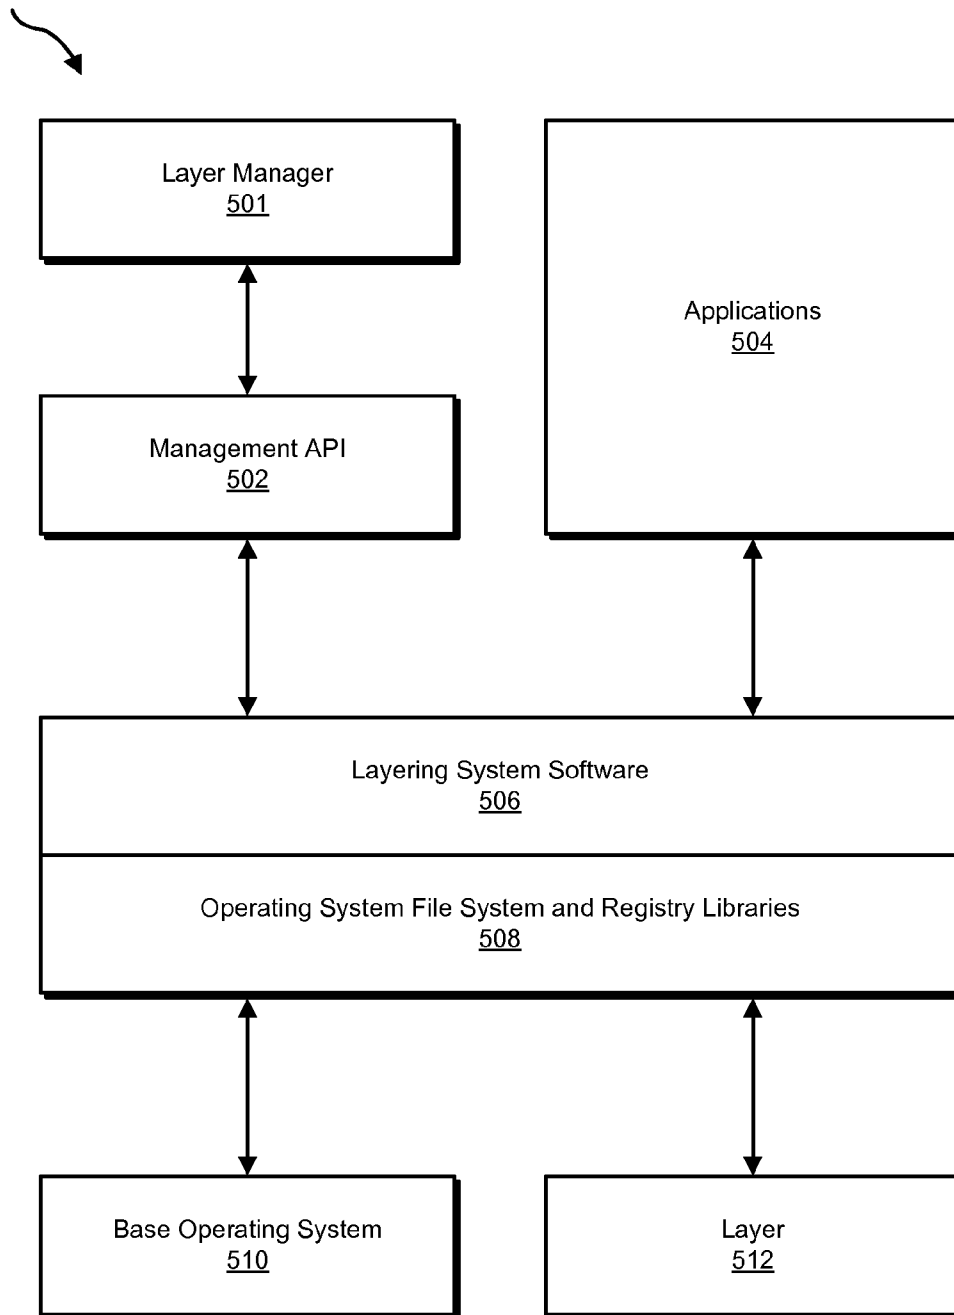 Layer Manager
501
Applications
504
Management API
502
Layering System Software
506
Operating System File System and Registry Libraries
508
Base Operating System
510
Layer
512